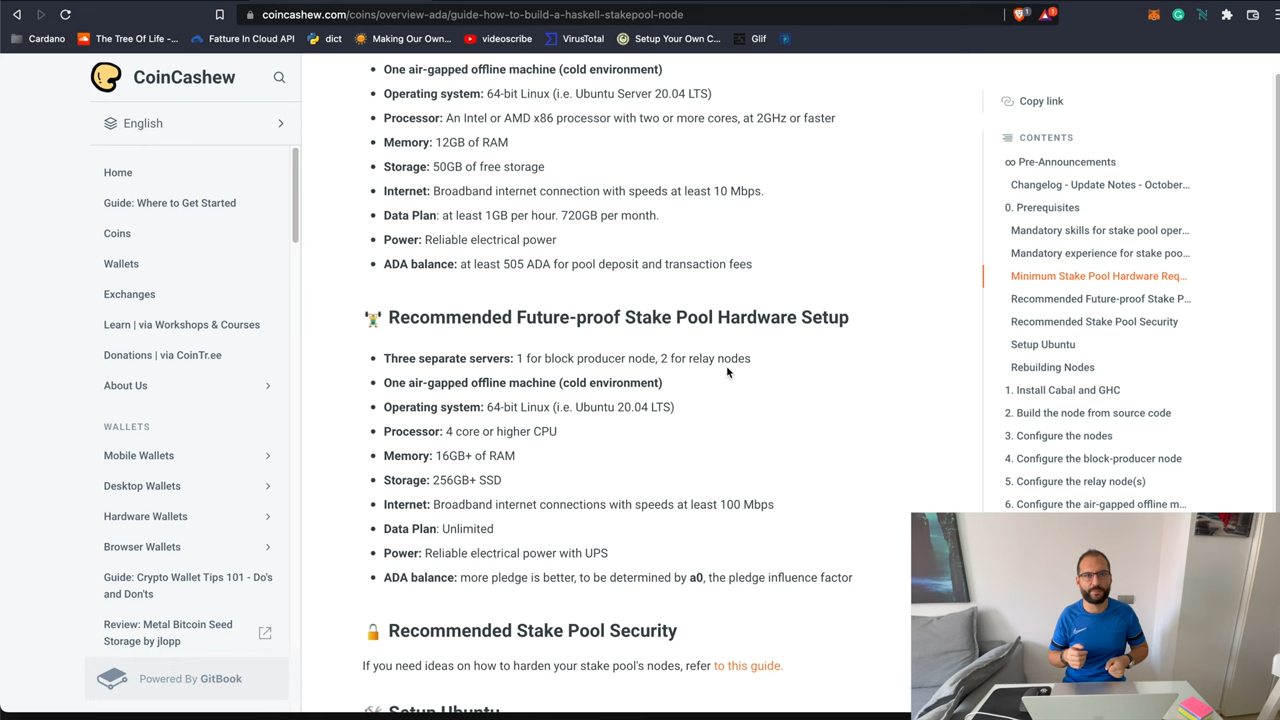 coincashew.com/coins/overview-ada/guide-how-to-build-a-haskell-stakepool-node
1
1
Cardano
The Tree Of Life -...
Fatture In Cloud API
dict
Making Our Own...
videoscribe
VirusTotal
Setup Your Own C...
Glif
CoinCashew
English
Home
Guide: Where to Get Started
Coins
Wallets
Exchanges
Learn | via Workshops & Courses
Donations | via CoinTr.ee
About Us
WALLETS
Mobile Wallets
Desktop Wallets
Hardware Wallets
Browser Wallets
Guide: Crypto Wallet Tips 101 - Do's
and Don'ts
Review: Metal Bitcoin Seed
Storage by jlopp
Powered By GitBook
• One air-gapped offline machine (cold environment)
• Operating system: 64-bit Linux (i.e. Ubuntu Server 20.04 LTS)
• Processor: An Intel or AMD x86 processor with two or more cores, at 2GHz or faster
• Memory: 12GB of RAM
• Storage: 50GB of free storage
• Internet: Broadband internet connection with speeds at least 10 Mbps.
• Data Plan: at least 1GB per hour. 720GB per month.
• Power: Reliable electrical power
• ADA balance: at least 505 ADA for pool deposit and transaction fees
Recommended Future-proof Stake Pool Hardware Setup
• Three separate servers: 1 for block producer node, 2 for relay nodes
• One air-gapped offline machine (cold environment)
• Operating system: 64-bit Linux (i.e. Ubuntu 20.04 LTS)
• Processor: 4 core or higher CPU
• Memory: 16GB+ of RAM
• Storage: 256GB+ SSD
• Internet: Broadband internet connections with speeds at least 100 Mbps
• Data Plan: Unlimited
• Power: Reliable electrical power with UPS
• ADA balance: more pledge is better, to be determined by a0, the pledge influence factor
Recommended Stake Pool Security
If you need ideas on how to harden your stake pool's nodes, refer to this guide.
Setup Ubuntu
Copy link
CONTENTS
∞ Pre-Announcements
Changelog - Update Notes - October...
0. Prerequisites
Mandatory skills for stake pool oper...
Mandatory experience for stake poo...
Minimum Stake Pool Hardware Req...
Recommended Future-proof Stake P...
Recommended Stake Pool Security
Setup Ubuntu
Rebuilding Nodes
1. Install Cabal and GHC
2. Build the node from source code
3. Configure the nodes
4. Configure the block-producer node
5. Configure the relay node(s)
6. Configure the air-gapped offline m...